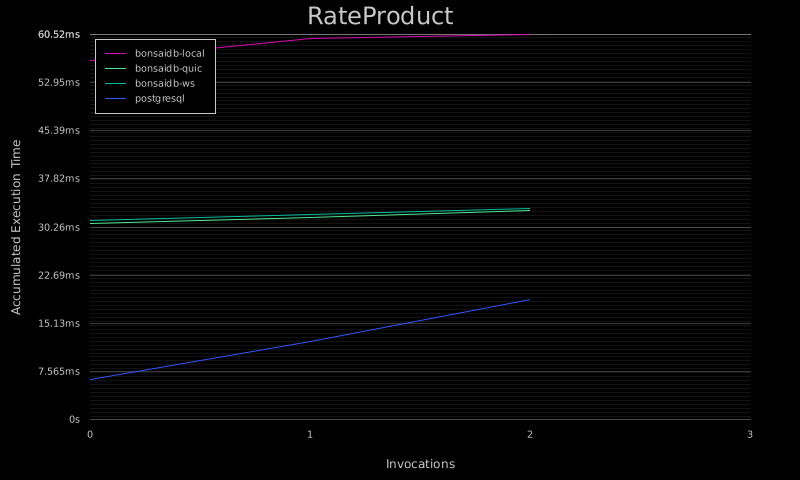 RateProduct
60.52ms
bonsaidb-local
bonsaidb-quic
bonsaidb-ws
postgresql
52.95ms
45.39ms
37.82ms
30.26ms
22.69ms
15.13ms
7.565ms
0s
Accumulated Execution Time
0 1 2 3
Invocations